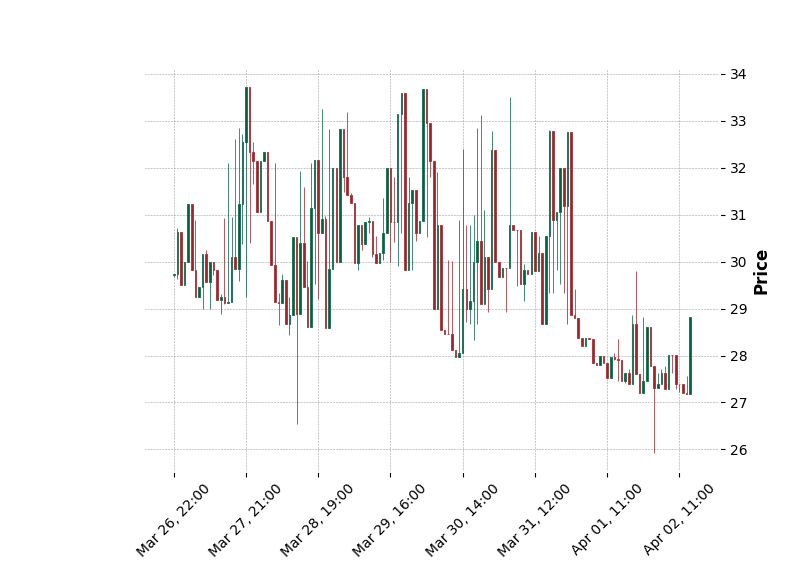 34
33
32
31
30
29
28
27
26
Price
Mar 26, 22:00
Mar 27, 21:00
Mar 28, 19:00
Mar 29, 16:00
Mar 30, 14:00
Mar 31, 12:00
Apr 01, 11:00
Apr 02, 11:00